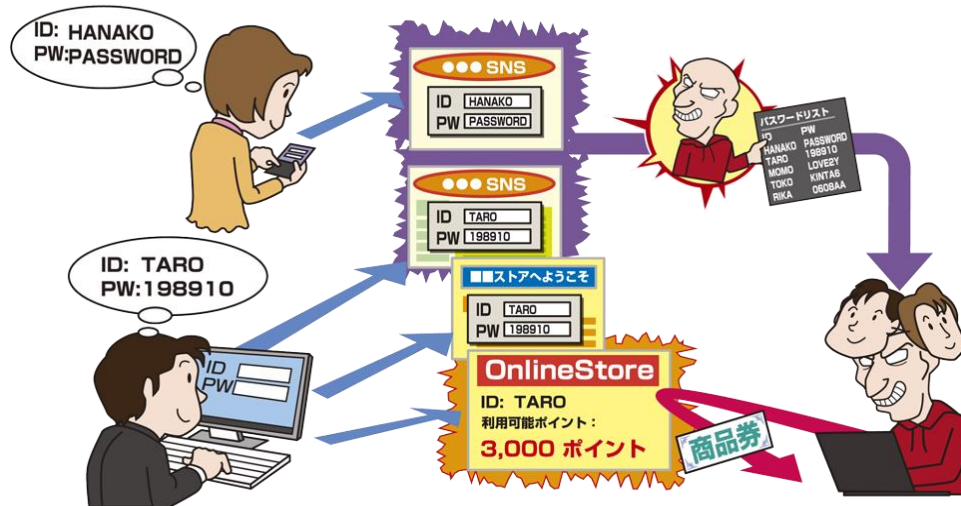 ID: HANAKO
PW:PASSWORD
●●● SNS
ID HANAKO
PW PASSWORD
パスワードリスト
ID PW
HANAKO PASSWORD
TARO 198910
MOMO LOVE2Y
TOKO KINTA6
RIKA 0608AA
●●● SNS
ID TARO
PW 198910
ID: TARO
PW:198910
■■ストアへようこそ
ID TARO
PW 198910
ID
PW
OnlineStore
ID: TARO
利用可能ポイント：
3,000 ポイント
商品券